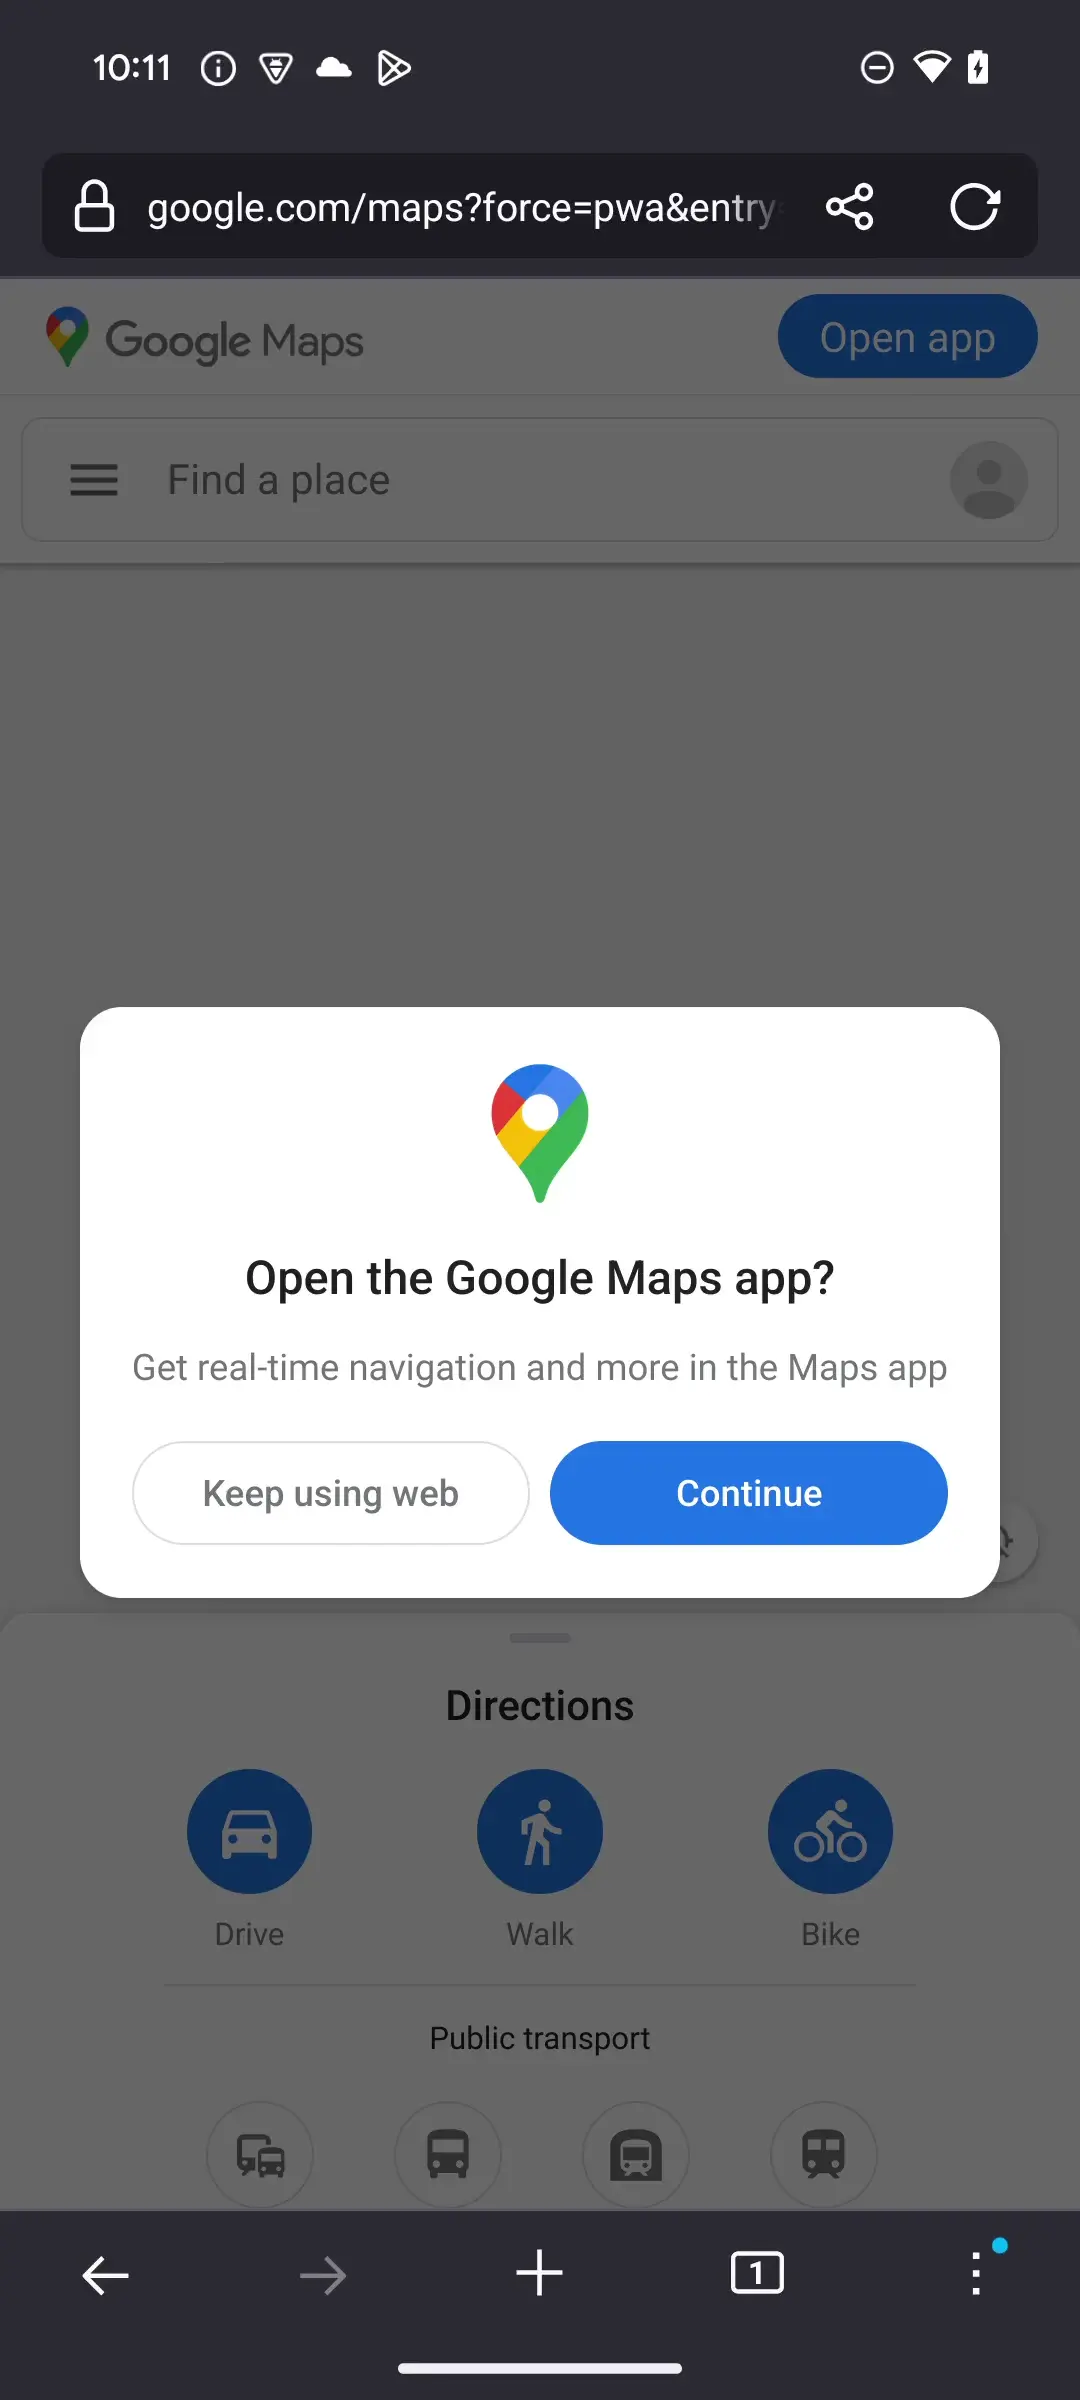 10:11
google.com/maps?force=pwa&entry
Google Maps
Open app
Find a place
Open the Google Maps app?
Get real-time navigation and more in the Maps app
Keep using web
Continue
Directions
Drive
Walk
Bike
Public transport
1